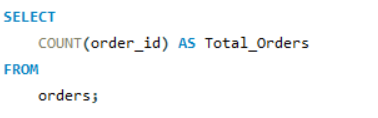 SELECT
    COUNT(order_id) AS Total_Orders
FROM
    orders;